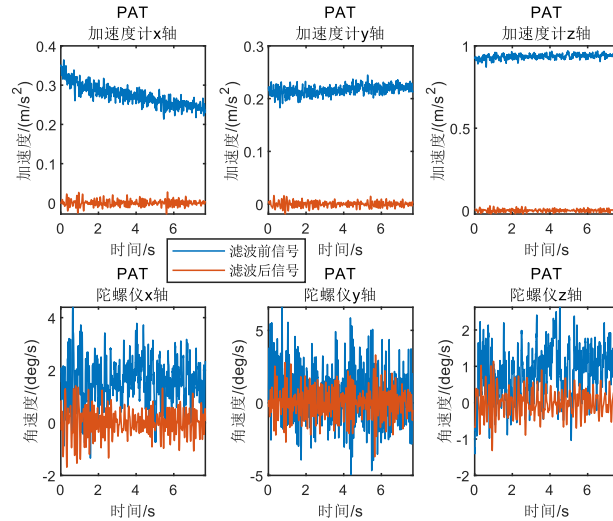 PAT
加速度计x轴
PAT
加速度计y轴
PAT
加速度计z轴
加速度/(m/s²)
0.4
0.3
0.2
0.1
0
0 2 4 6
时间/s
加速度/(m/s²)
0.3
0.2
0.1
0
0 2 4 6
时间/s
加速度/(m/s²)
1
0.5
0
0 2 4 6
时间/s
滤波前信号
滤波后信号
PAT
陀螺仪x轴
PAT
陀螺仪y轴
PAT
陀螺仪z轴
角速度/(deg/s)
4
2
0
-2
0 2 4 6
时间/s
角速度/(deg/s)
5
0
-5
0 2 4 6
时间/s
角速度/(deg/s)
2
1
0
-1
-2
0 2 4 6
时间/s